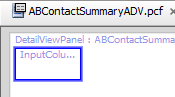 ABContactSummaryADV.pcf
DetailViewPanel : ABContactSumma
InputColu...